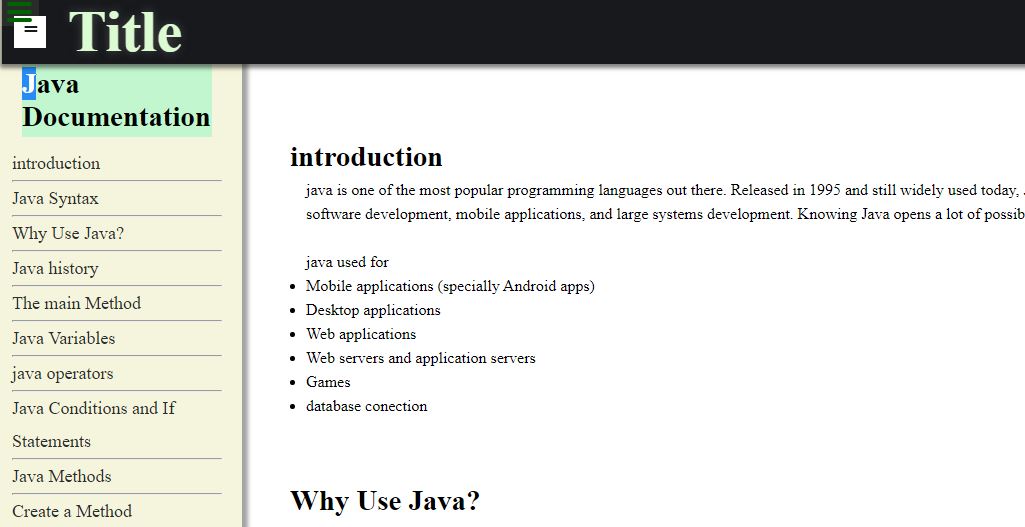 Title
Java
Documentation
introduction
Java Syntax
Why Use Java?
Java history
The main Method
Java Variables
java operators
Java Conditions and If
Statements
Java Methods
Create a Method
introduction
java is one of the most popular programming languages out there. Released in 1995 and still widely used today,
software development, mobile applications, and large systems development. Knowing Java opens a lot of
java used for
Mobile applications (specially Android apps)
Desktop applications
Web applications
Web servers and application servers
Games
database conection
Why Use Java?